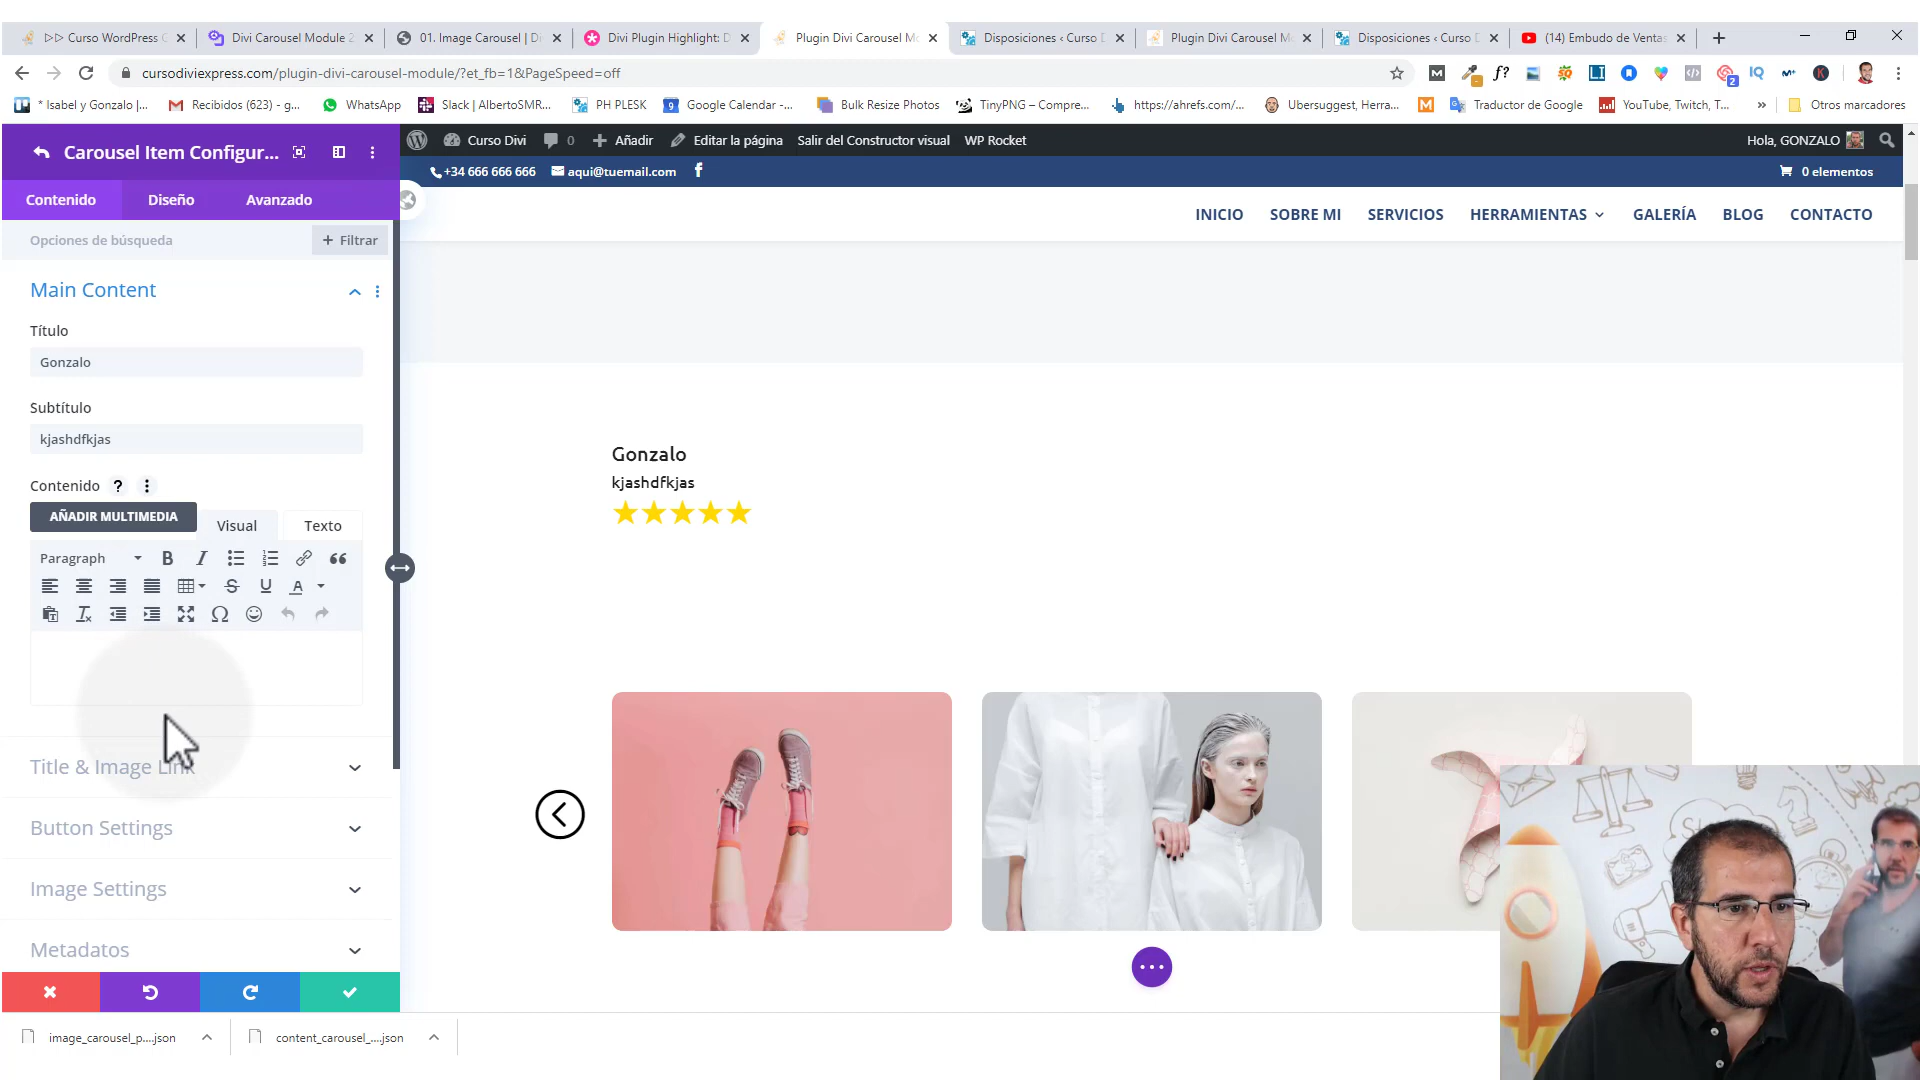 ▷▷ Curso WordPress G
Divi Carousel Module 2
01. Image Carousel | Di
Divi Plugin Highlight: D
Plugin Divi Carousel Mo
Disposiciones ‹ Curso D
Plugin Divi Carousel Mo
Disposiciones ‹ Curso D
(14) Embudo de Ventas
cursodiviexpress.com/plugin-divi-carousel-module/?et_fb=1&PageSpeed=off
* Isabel y Gonzalo |...
Recibidos (623) - g...
WhatsApp
Slack | AlbertoSMR...
PH PLESK
Google Calendar -...
Bulk Resize Photos
TinyPNG – Compre...
https://ahrefs.com/...
Ubersuggest, Herra...
Traductor de Google
YouTube, Twitch, T...
»
Otros marcadores
Carousel Item Configur...
Curso Divi
0
Añadir
Editar la página
Salir del Constructor visual
WP Rocket
Hola, GONZALO
+34 666 666 666
aqui@tuemail.com
0 elementos
Contenido
Diseño
Avanzado
INICIO
SOBRE MI
SERVICIOS
HERRAMIENTAS
GALERÍA
BLOG
CONTACTO
Opciones de búsqueda
+ Filtrar
Main Content
Título
Gonzalo
Subtítulo
kjashdfkjas
Contenido
AÑADIR MULTIMEDIA
Visual
Texto
Paragraph
Title & Image Link
Button Settings
Image Settings
Metadatos
Gonzalo
kjashdfkjas
image_carousel_p....json
content_carousel_....json